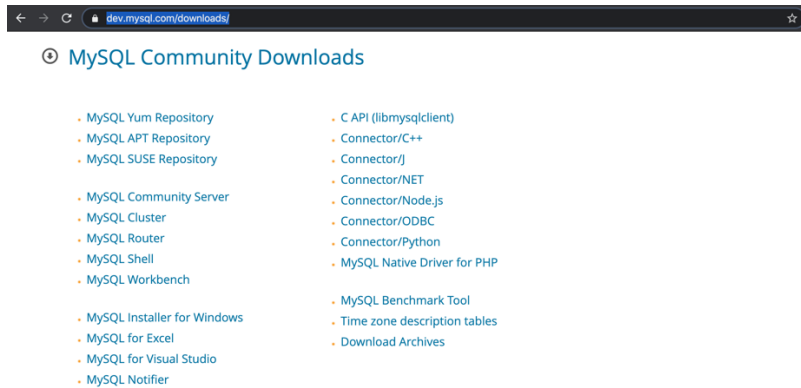 dev.mysql.com/downloads/
MySQL Community Downloads
MySQL Yum Repository
MySQL APT Repository
MySQL SUSE Repository
MySQL Community Server
MySQL Cluster
MySQL Router
MySQL Shell
MySQL Workbench
MySQL Installer for Windows
MySQL for Excel
MySQL for Visual Studio
MySQL Notifier
C API (libmysqlclient)
Connector/C++
Connector/J
Connector/NET
Connector/Node.js
Connector/ODBC
Connector/Python
MySQL Native Driver for PHP
MySQL Benchmark Tool
Time zone description tables
Download Archives